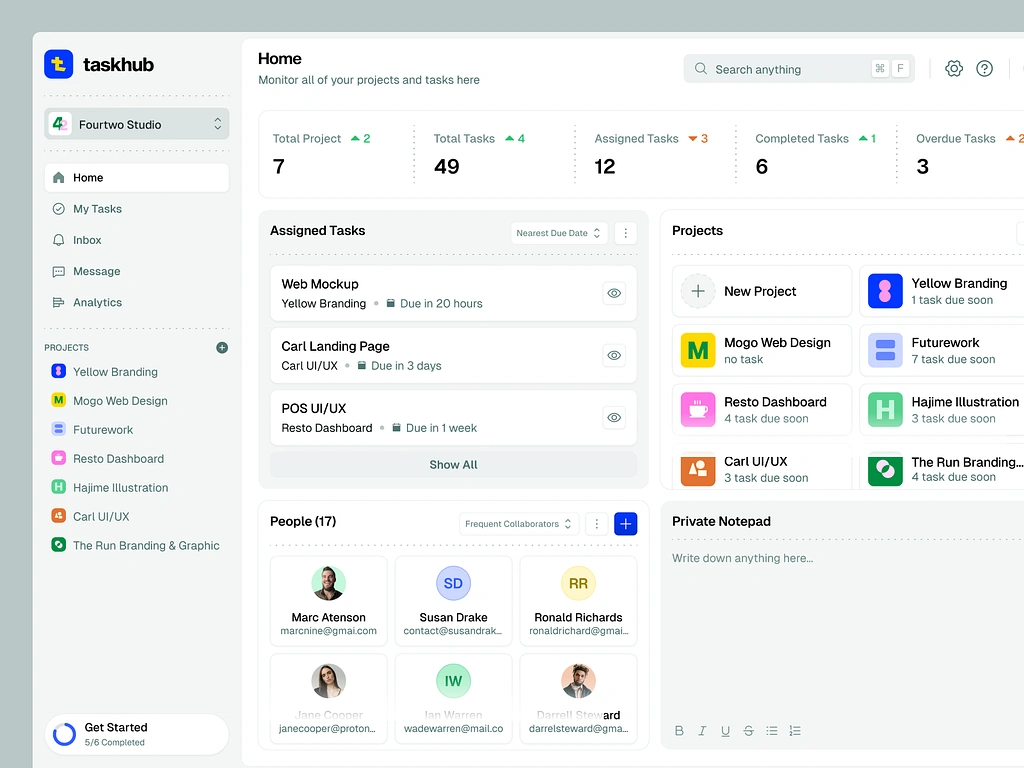 taskhub
Fourtwo Studio
Home
My Tasks
Inbox
Message
Analytics
PROJECTS
Yellow Branding
Mogo Web Design
Futurework
Resto Dashboard
Hajime Illustration
Carl UI/UX
The Run Branding & Graphic
Get Started
5/6 Completed
Home
Monitor all of your projects and tasks here
Search anything
⌘ F
Total Project 2
7
Total Tasks 4
49
Assigned Tasks 3
12
Completed Tasks 1
6
Overdue Tasks 2
3
Assigned Tasks
Nearest Due Date
Web Mockup
Yellow Branding • Due in 20 hours
Carl Landing Page
Carl UI/UX • Due in 3 days
POS UI/UX
Resto Dashboard • Due in 1 week
Show All
Projects
New Project
Yellow Branding
1 task due soon
M
Mogo Web Design
no task
Futurework
7 task due soon
Resto Dashboard
4 task due soon
H
Hajime Illustration
3 task due soon
Carl UI/UX
3 task due soon
The Run Branding...
4 task due soon
People (17)
Frequent Collaborators
Marc Atenson
marcnine@gmai.com
SD
Susan Drake
contact@susandrak...
RR
Ronald Richards
ronaldrichard@gmai...
Jane Cooper
janecooper@proton...
IW
Ian Warren
wadewarren@mail.co
Darrell Steward
darrelsteward@gma...
Private Notepad
Write down anything here...
B I U S